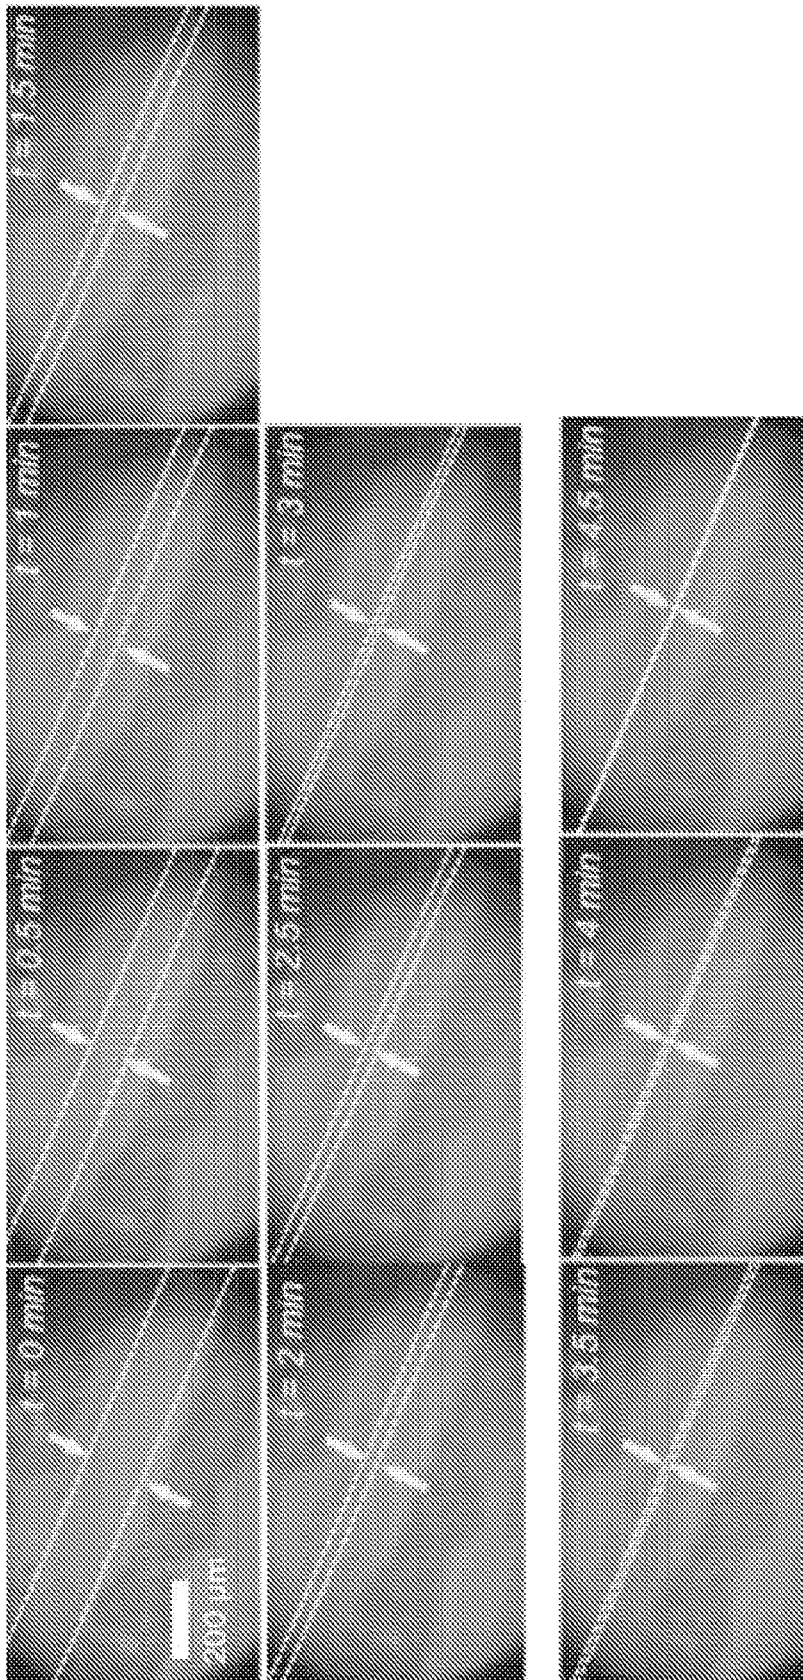 t = 0 min
200 µm
t = 0.5 min
t = 1 min
t = 1.5 min
t = 2 min
t = 2.5 min
t = 3 min
t = 3.5 min
t = 4 min
t = 4.5 min